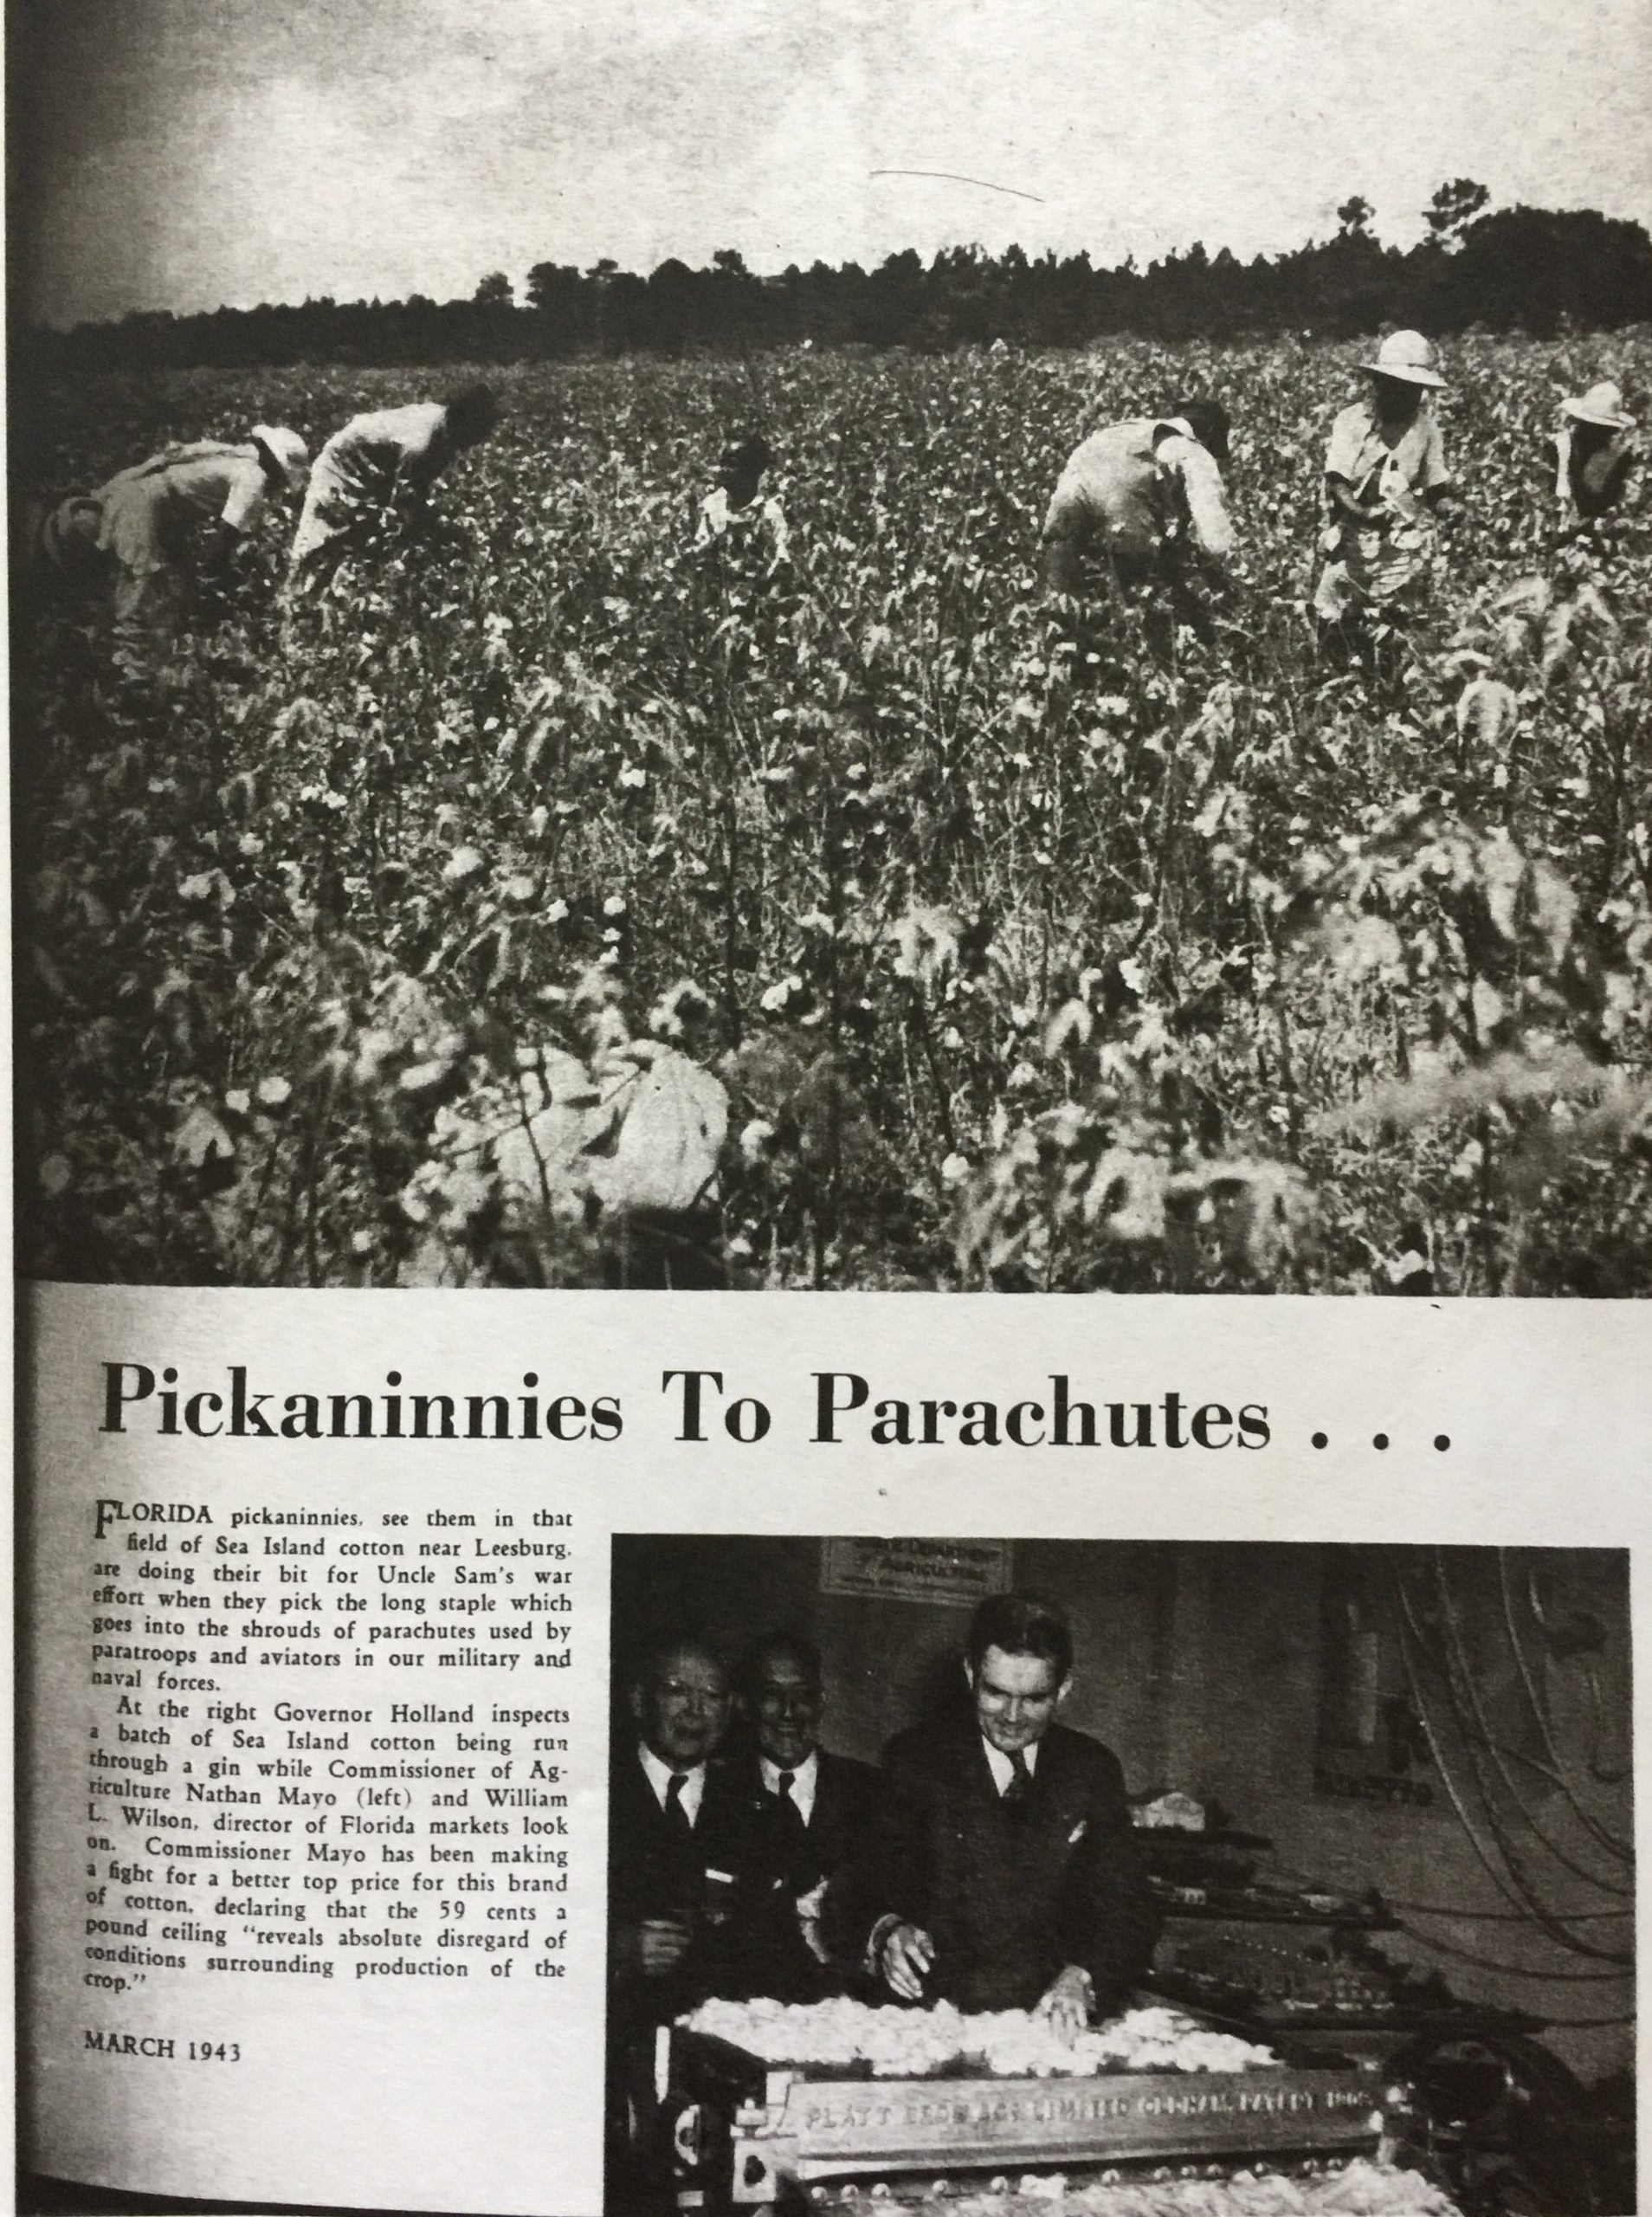 Pickaninnies To Parachutes . . .
FLORIDA pickaninnies, see them in that
field of Sea Island cotton near Leesburg,
are doing their bit for Uncle Sam's war
effort when they pick the long staple which
goes into the shrouds of parachutes used by
paratroops and aviators in our military and
naval forces.
At the right Governor Holland inspects
a batch of Sea Island cotton being run
through a gin while Commissioner of Ag-
riculture Nathan Mayo (left) and William
L. Wilson, director of Florida markets look
on. Commissioner Mayo has been making
a fight for a better top price for this brand
of cotton, declaring that the 59 cents a
pound ceiling "reveals absolute disregard of
conditions surrounding production of the
crop."
MARCH 1943
STATE DEPARTMENT
of AGRICULTURE
PLATT LIMITED